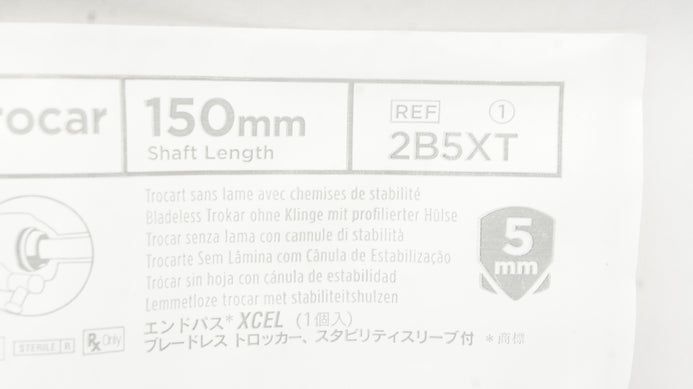 rocar
150mm
Shaft Length
REF 1
2B5XT
Trocart sans lame avec chemises de stabilité
Bladeless Trokar ohne Klinge mit profilierter Hülse
Trocar senza lama con cannule di stabilità
Trocarte Sem Lâmina com Cânula de Estabilização
Trócar sin hoja con cánula de estabilidad
Lemmetloze trocar met stabiliteitshulzen
エンドパス* XCEL (1個入)
ブレードレス トロッカー、スタビリティスリーブ付 *商標
5
mm
STERILE R
Rx Only